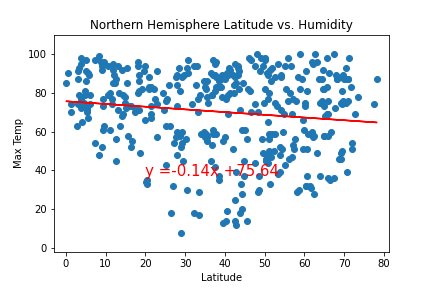 Northern Hemisphere Latitude vs. Humidity
100
80
60
40
20
0
Max Temp
y =-0.14x +75.64
0 10 20 30 40 50 60 70 80
Latitude